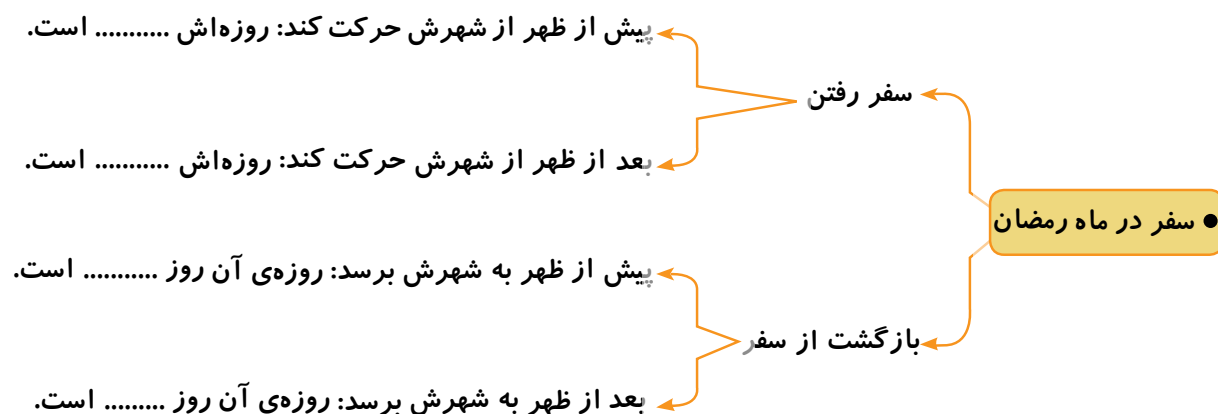 ● سفر در ماه رمضان
سفر رفتن
پیش از ظهر از شهرش حرکت کند: روزه‌اش ........... است.
بعد از ظهر از شهرش حرکت کند: روزه‌اش ........... است.
بازگشت از سفر
پیش از ظهر به شهرش برسد: روزه‌ی آن روز ........... است.
بعد از ظهر به شهرش برسد: روزه‌ی آن روز ......... است.